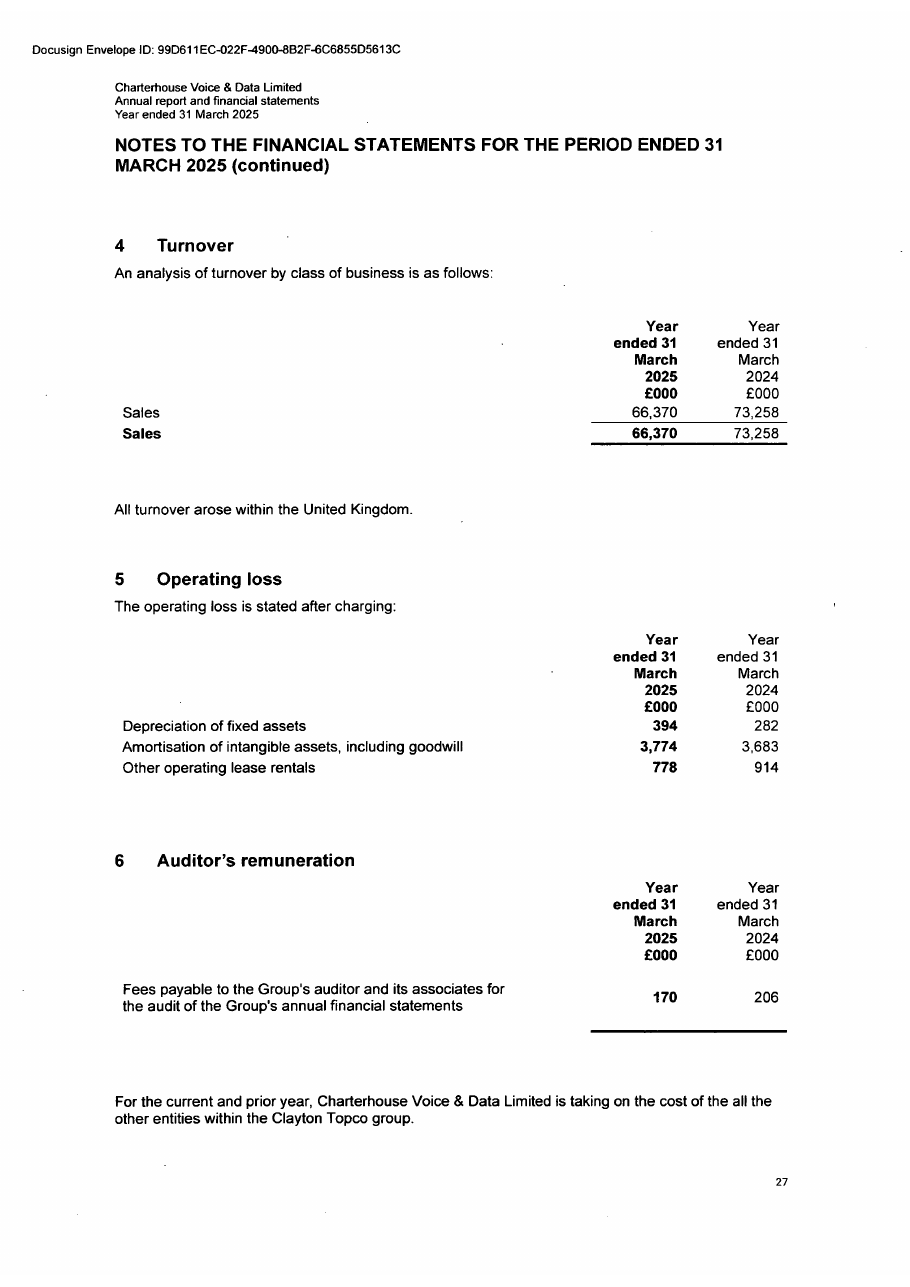 Docusign Envelope ID: 99D611EC-022F-4900-8B2F-6C6855D5613C
Charterhouse Voice & Data Limited
Annual report and financial statements
Year ended 31 March 2025
NOTES TO THE FINANCIAL STATEMENTS FOR THE PERIOD ENDED 31
MARCH 2025 (continued)
4 Turnover
An analysis of turnover by class of business is as follows:
Year Year
ended 31 ended 31
March March
2025 2024
£000 £000
Sales 66,370 73,258
Sales 66,370 73,258
All turnover arose within the United Kingdom.
5 Operating loss
The operating loss is stated after charging:
Year Year
ended 31 ended 31
March March
2025 2024
£000 £000
Depreciation of fixed assets 394 282
Amortisation of intangible assets, including goodwill 3,774 3,683
Other operating lease rentals 778 914
6 Auditor's remuneration
Year Year
ended 31 ended 31
March March
2025 2024
£000 £000
Fees payable to the Group's auditor and its associates for
the audit of the Group's annual financial statements 170 206
For the current and prior year, Charterhouse Voice & Data Limited is taking on the cost of the all the
other entities within the Clayton Topco group.
27